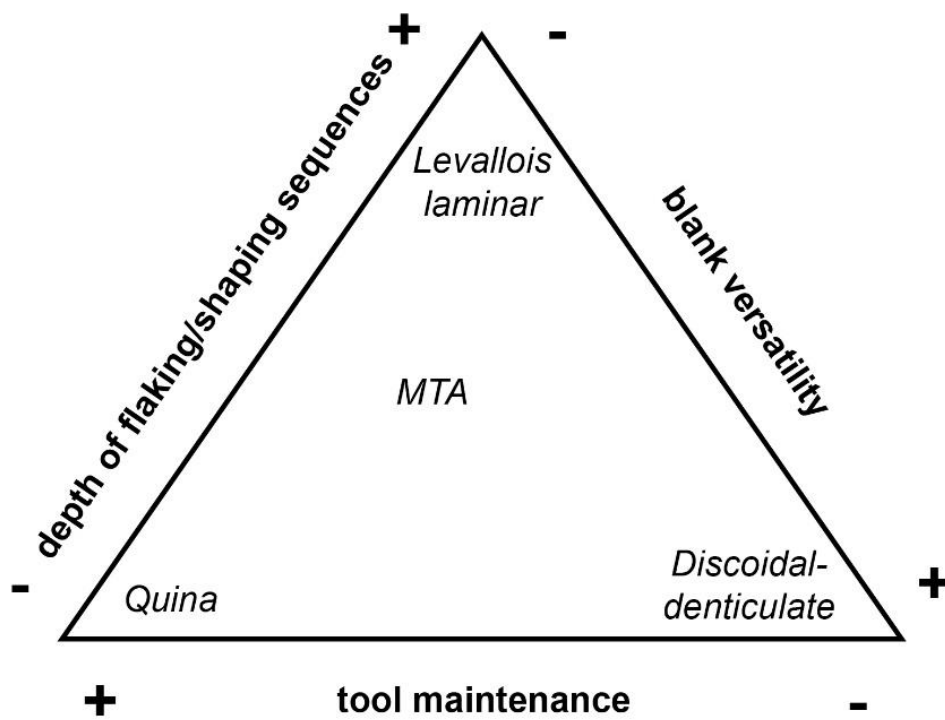 + -
depth of flaking/shaping sequences
Levallois
laminar
blank versatility
MTA
Discoidal-
denticulate
Quina
- +
+ tool maintenance -